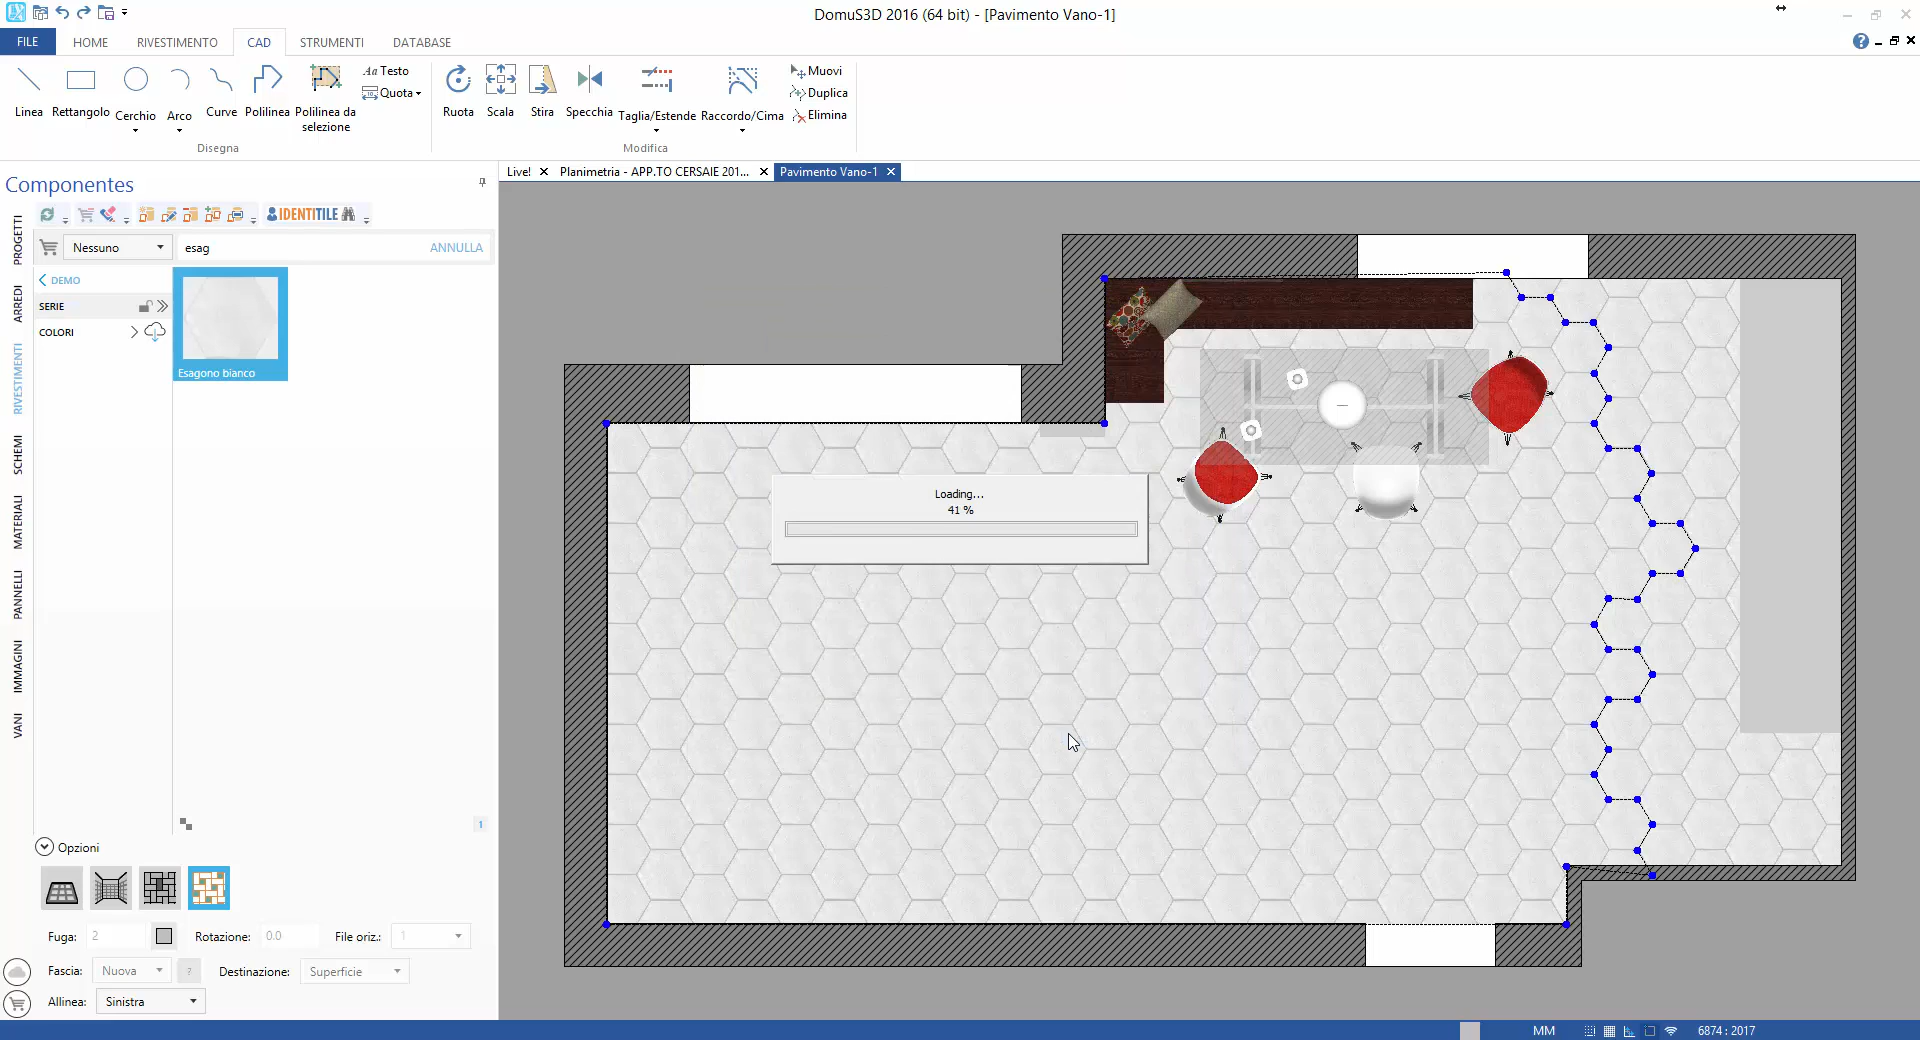 DomuS3D 2016 (64 bit) - [Pavimento Vano-1]
FILE HOME RIVESTIMENTO CAD STRUMENTI DATABASE
Linea Rettangolo Cerchio Arco Curve Polilinea Polilinea da selezione
Aa Testo
Quota
Ruota Scala Stira Specchia Taglia/Estende Raccordo/Cima
Muovi
Duplica
Elimina
Disegna Modifica
Live! Planimetria - APP.TO CERSAIE 201... Pavimento Vano-1
Componentes
IDENTITILE
Nessuno esag ANNULLA
DEMO
SERIE
COLORI
Esagono bianco
PROGETTI
ARREDI
RIVESTIMENTI
SCHEMI
MATERIALI
PANNELLI
IMMAGINI
VANI
Loading...
41 %
1
Opzioni
Fuga: 2 Rotazione: 0.0 File oriz.: 1
Fascia: Nuova ? Destinazione: Superficie
Allinea: Sinistra
MM 6874 : 2017